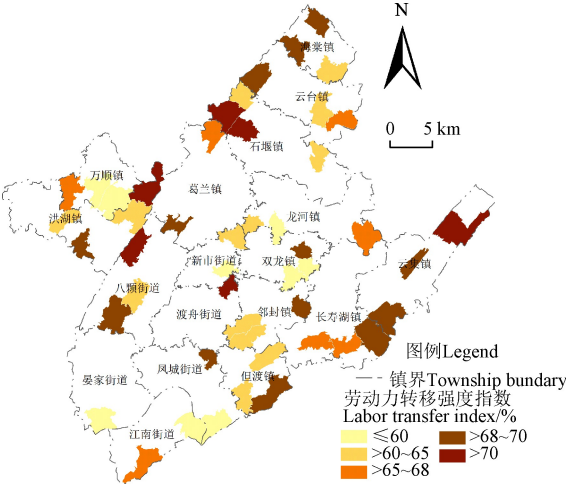 N
0 5 km
海棠镇
云台镇
石堰镇
万顺镇
葛兰镇
洪湖镇
龙河镇
新市街道
双龙镇
云集镇
八颗街道
渡舟街道
邻封镇
长寿湖镇
晏家街道
凤城街道
但渡镇
江南街道
图例Legend
镇界Township bundary
劳动力转移强度指数
Labor transfer index/%
≤60
>60~65
>65~68
>68~70
>70